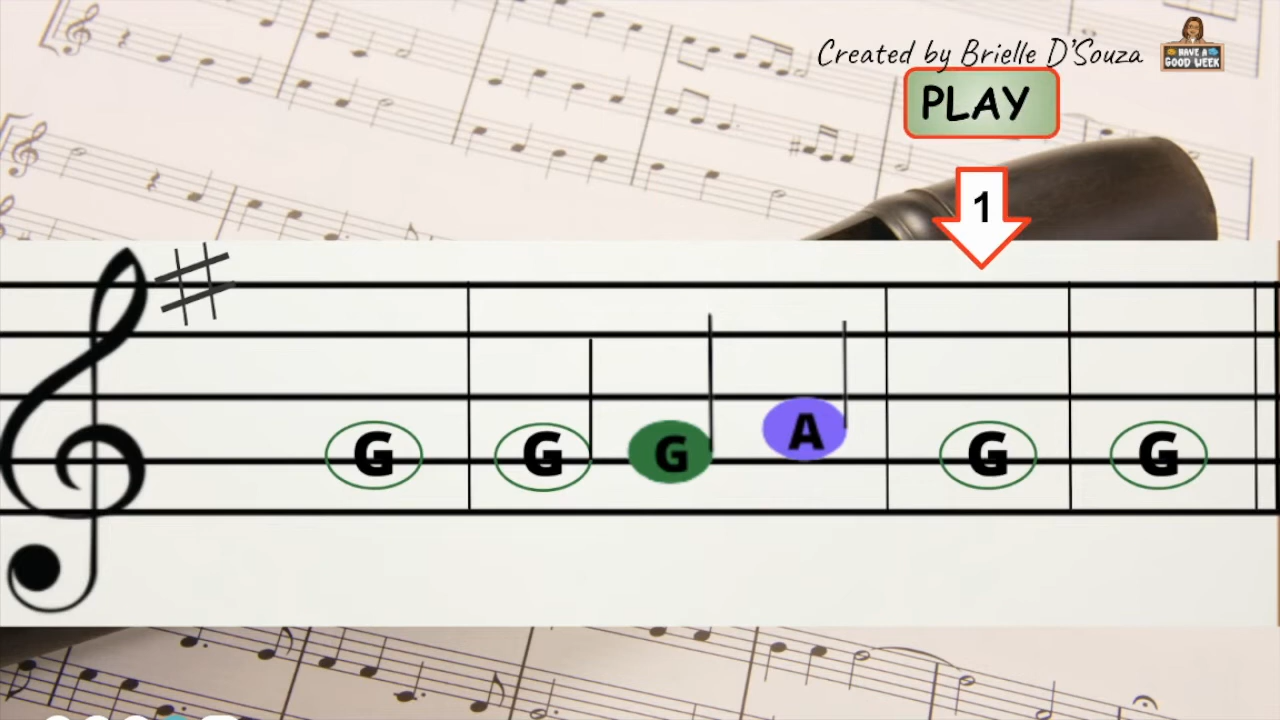 Created by Brielle D'Souza
HAVE A
GOOD WEEK
PLAY
1
G G G A G G